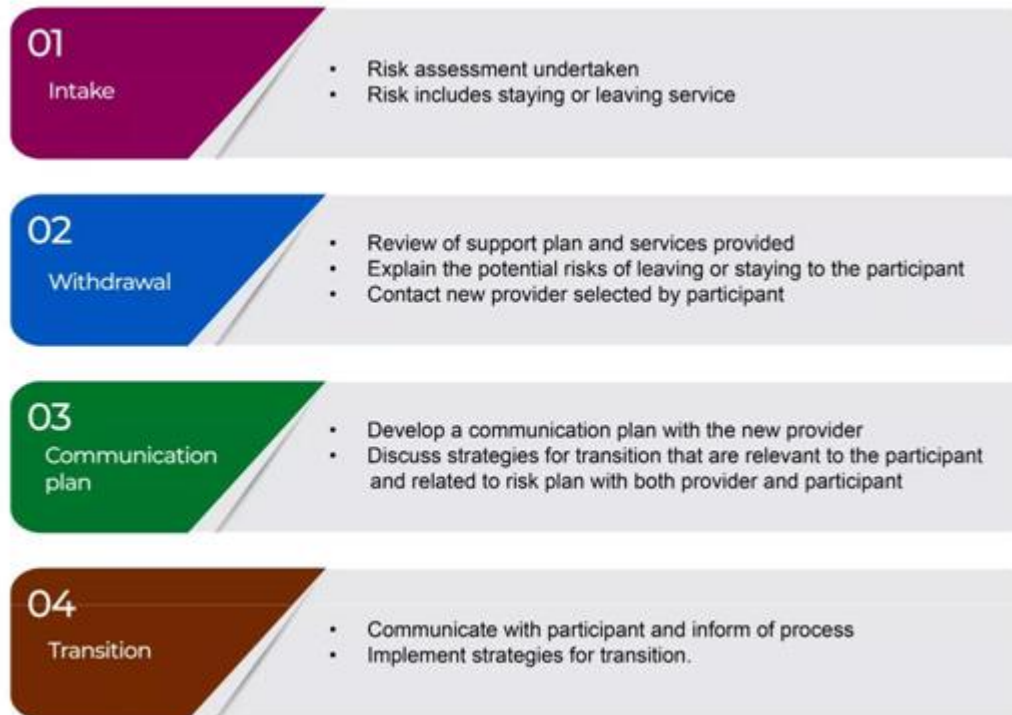 01
Intake
• Risk assessment undertaken
• Risk includes staying or leaving service
02
Withdrawal
• Review of support plan and services provided
• Explain the potential risks of leaving or staying to the participant
• Contact new provider selected by participant
03
Communication
plan
• Develop a communication plan with the new provider
• Discuss strategies for transition that are relevant to the participant
and related to risk plan with both provider and participant
04
Transition
• Communicate with participant and inform of process
• Implement strategies for transition.